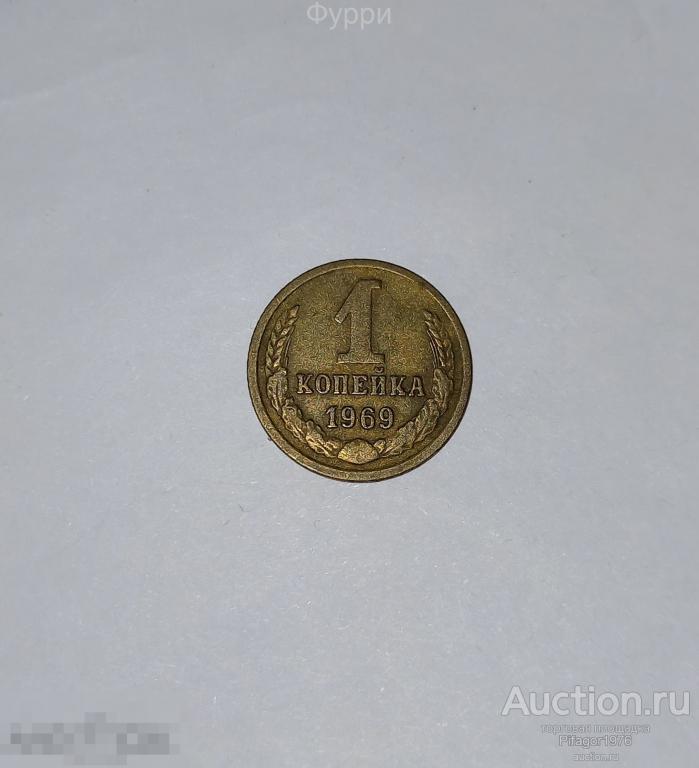 Фурри
1
КОПЕЙКА
1969
Auction.ru
торговая площадка
Pifagor1976
auction.ru